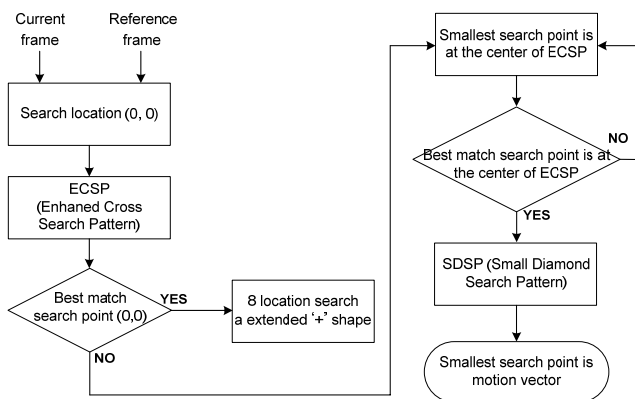 Current
frame
Reference
frame
Search location (0, 0)
ECSP
(Enhaned Cross
Search Pattern)
Best match
search point (0,0)
YES
NO
8 location search
a extended '+' shape
Smallest search point is
at the center of ECSP
Best match search point is at
the center of ECSP
NO
YES
SDSP (Small Diamond
Search Pattern)
Smallest search point is
motion vector